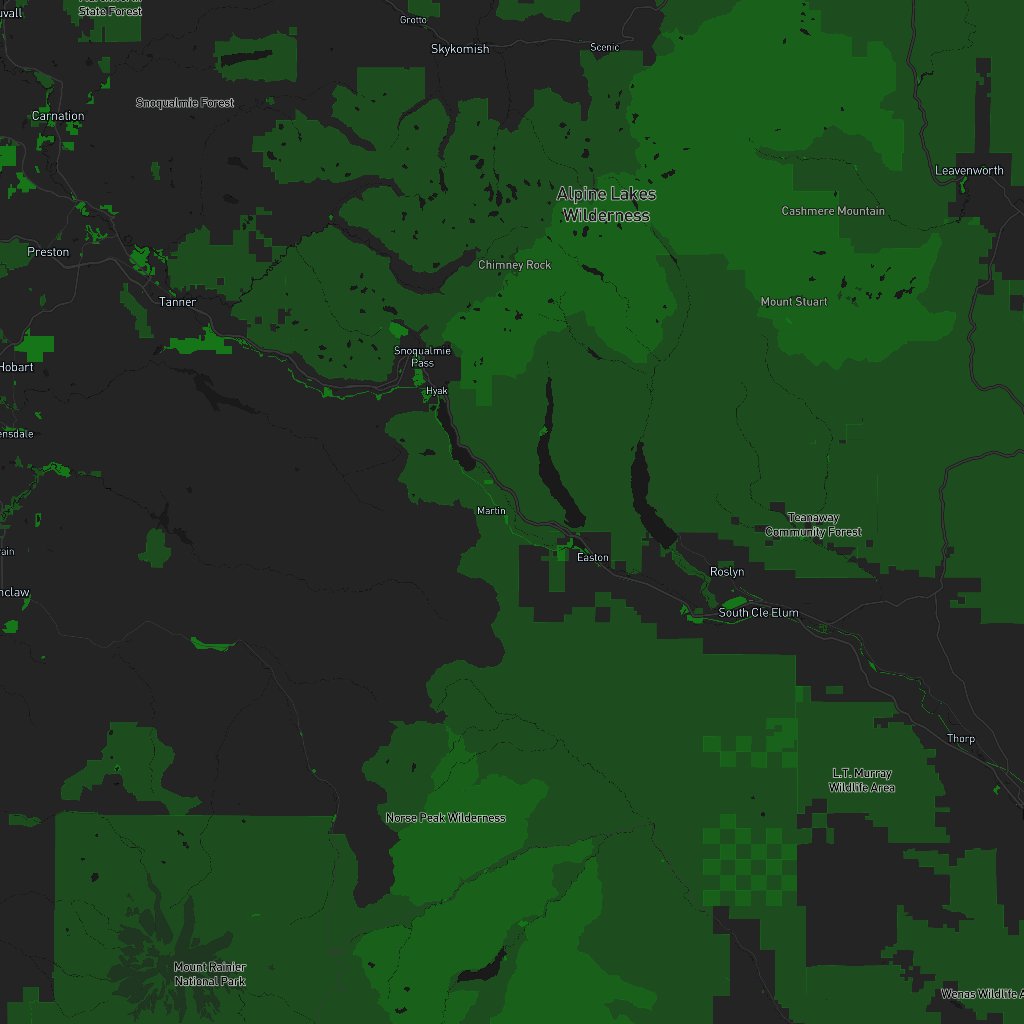 State Forest
Grotto
Skykomish
Scenic
Snoqualmie Forest
Carnation
Leavenworth
Alpine Lakes
Wilderness
Cashmere Mountain
Preston
Chimney Rock
Tanner
Mount Stuart
Snoqualmie
Pass
Hobart
Hyak
ensdale
Martin
Teanaway
Community Forest
Easton
Roslyn
nclaw
South Cle Elum
Thorp
L.T. Murray
Wildlife Area
Norse Peak Wilderness
Mount Rainier
National Park
Wenas Wildlife A